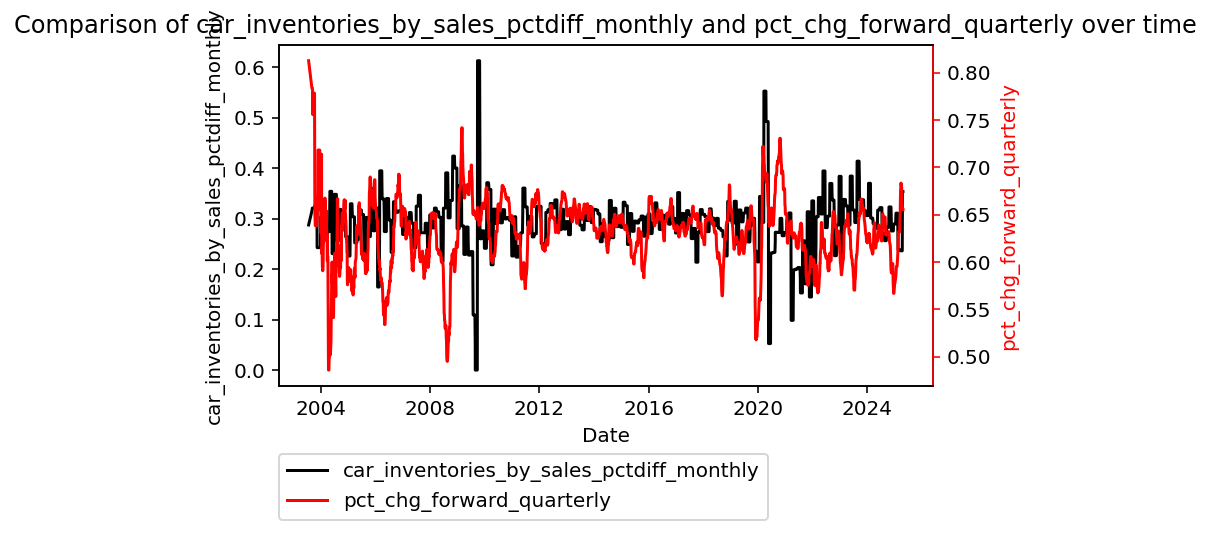 Comparison of car_inventories_by_sales_pctdiff_monthly and pct_chg_forward_quarterly over time
car_inventories_by_sales_pctdiff_monthly
0.6
0.5
0.4
0.3
0.2
0.1
0.0
0.80
0.75
0.70
0.65
0.60
0.55
0.50
pct_chg_forward_quarterly
2004 2008 2012 2016 2020 2024
Date
car_inventories_by_sales_pctdiff_monthly
pct_chg_forward_quarterly